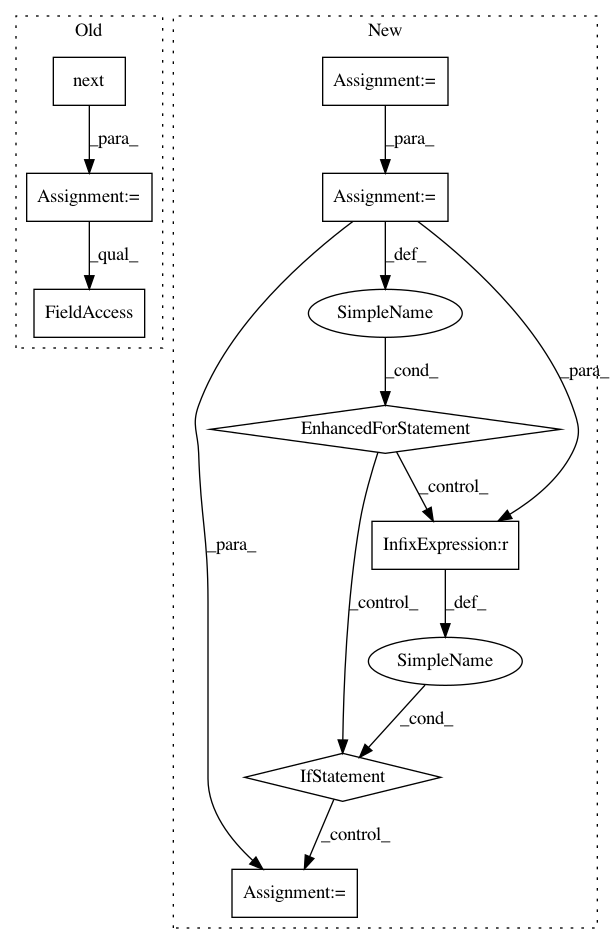 Old
New
next
Assignment:=
_para_
_para_
Assignment:=
Assignment:=
_qual_
_def_
FieldAccess
SimpleName
_cond_
_para_
EnhancedForStatement
_control_
_para_
InfixExpression:r
_control_
_def_
SimpleName
_cond_
IfStatement
_control_
Assignment:=